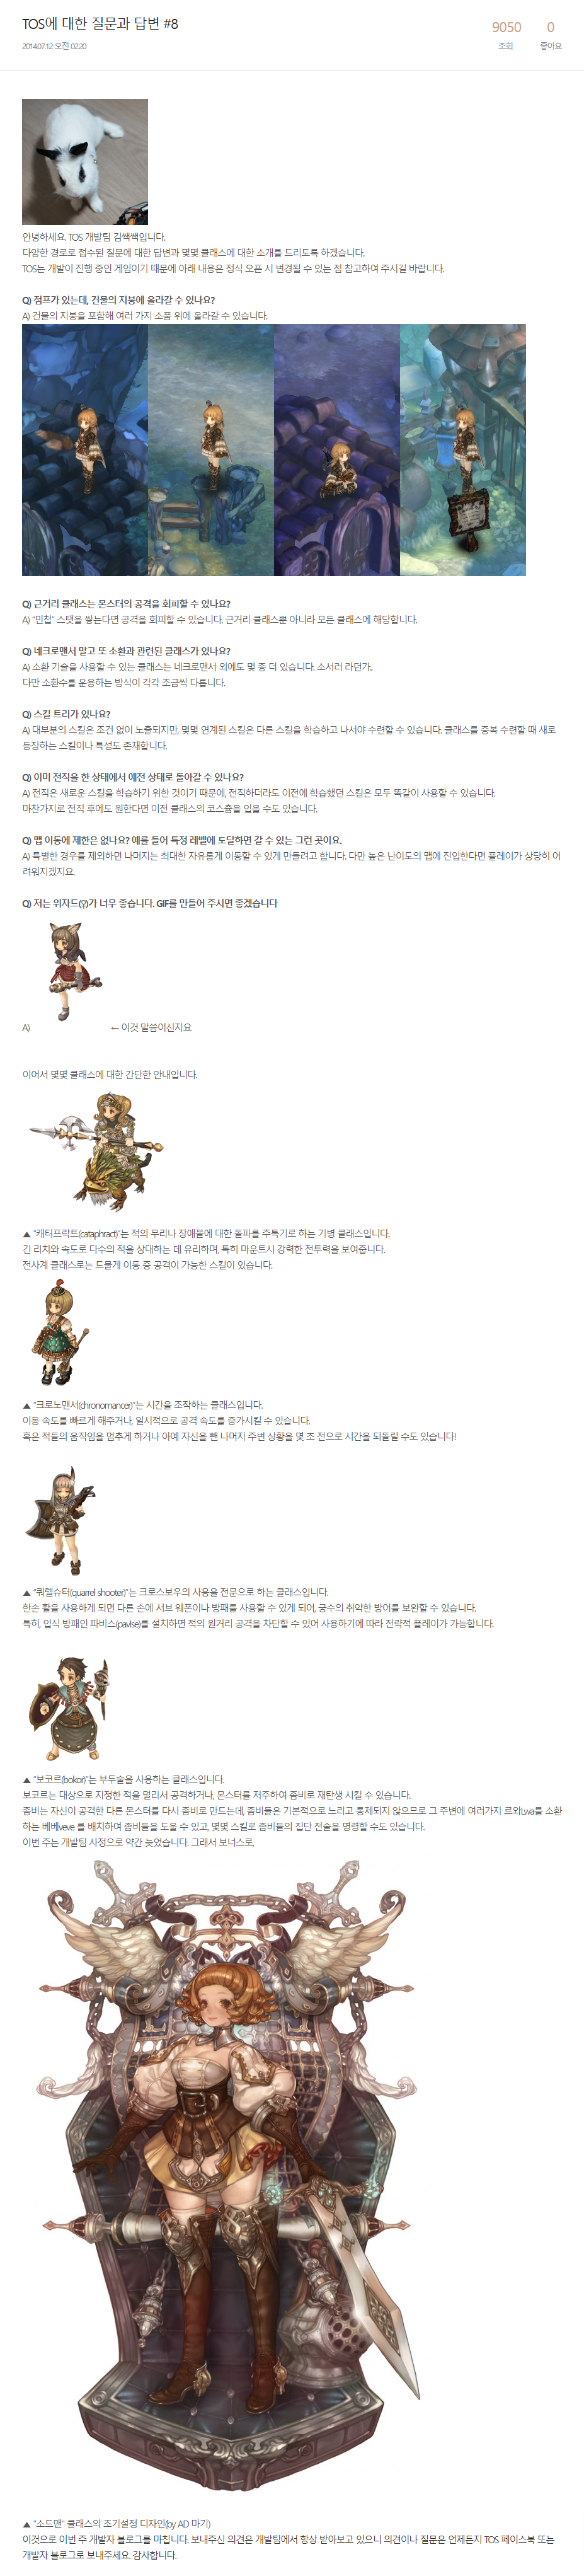 TOS에 대한 질문과 답변 #8
2014.07.12 오전 02:20
9050
조회
0
좋아요
안녕하세요. TOS 개발팀 김쌕쌕입니다.
다양한 경로로 접수된 질문에 대한 답변과 몇몇 클래스에 대한 소개를 드리도록 하겠습니다.
TOS는 개발이 진행 중인 게임이기 때문에 아래 내용은 정식 오픈 시 변경될 수 있는 점 참고하여 주시길 바랍니다.
Q) 점프가 있는데, 건물의 지붕에 올라갈 수 있나요?
A) 건물의 지붕을 포함해 여러 가지 소품 위에 올라갈 수 있습니다.
Q) 근거리 클래스는 몬스터의 공격을 회피할 수 있나요?
A) "민첩" 스탯을 쌓는다면 공격을 회피할 수 있습니다. 근거리 클래스뿐 아니라 모든 클래스에 해당합니다.
Q) 네크로맨서 말고 또 소환과 관련된 클래스가 있나요?
A) 소환 기술을 사용할 수 있는 클래스는 네크로맨서 외에도 몇 종 더 있습니다. 소서러 라던가..
다만 소환수를 운용하는 방식이 각각 조금씩 다릅니다.
Q) 스킬 트리가 있나요?
A) 대부분의 스킬은 조건 없이 노출되지만, 몇몇 연계된 스킬은 다른 스킬을 학습하고 나서야 수련할 수 있습니다. 클래스를 중복 수련할 때 새로
등장하는 스킬이나 특성도 존재합니다.
Q) 이미 전직을 한 상태에서 예전 상태로 돌아갈 수 있나요?
A) 전직은 새로운 스킬을 학습하기 위한 것이기 때문에, 전직하더라도 이전에 학습했던 스킬은 모두 똑같이 사용할 수 있습니다.
마찬가지로 전직 후에도 원한다면 이전 클래스의 코스츔을 입을 수도 있습니다.
Q) 맵 이동에 제한은 없나요? 예를 들어 특정 레벨에 도달하면 갈 수 있는 그런 곳이요.
A) 특별한 경우를 제외하면 나머지는 최대한 자유롭게 이동할 수 있게 만들려고 합니다. 다만 높은 난이도의 맵에 진입한다면 플레이가 상당히 어
려워지겠지요.
Q) 저는 위자드(여)가 너무 좋습니다. GIF를 만들어 주시면 좋겠습니다
A) ← 이것 말씀이신지요
이어서 몇몇 클래스에 대한 간단한 안내입니다.
▲ "캐터프락트(cataphract)"는 적의 무리나 장애물에 대한 돌파를 주특기로 하는 기병 클래스입니다.
긴 리치와 속도로 다수의 적을 상대하는 데 유리하며, 특히 마운트시 강력한 전투력을 보여줍니다.
전사계 클래스로는 드물게 이동 중 공격이 가능한 스킬이 있습니다.
▲ "크로노맨서(chronomancer)"는 시간을 조작하는 클래스입니다.
이동 속도를 빠르게 해주거나, 일시적으로 공격 속도를 증가시킬 수 있습니다.
혹은 적들의 움직임을 멈추게 하거나 아예 자신을 뺀 나머지 주변 상황을 몇 초 전으로 시간을 되돌릴 수도 있습니다!
▲ "쿼렐슈터(quarrel shooter)"는 크로스보우의 사용을 전문으로 하는 클래스입니다.
한손 활을 사용하게 되면 다른 손에 서브 웨폰이나 방패를 사용할 수 있게 되어, 궁수의 취약한 방어를 보완할 수 있습니다.
특히, 입식 방패인 파비스(pavise)를 설치하면 적의 원거리 공격을 차단할 수 있어 사용하기에 따라 전략적 플레이가 가능합니다.
▲ "보코르(bokor)"는 부두술을 사용하는 클래스입니다.
보코르는 대상으로 지정한 적을 멀리서 공격하거나, 몬스터를 저주하여 좀비로 재탄생 시킬 수 있습니다.
좀비는 자신이 공격한 다른 몬스터를 다시 좀비로 만드는데, 좀비들은 기본적으로 느리고 통제되지 않으므로 그 주변에 여러가지 르와Lwa를 소환
하는 베베veve 를 배치하여 좀비들을 도울 수 있고, 몇몇 스킬로 좀비들의 집단 전술을 명령할 수도 있습니다.
이번 주는 개발팀 사정으로 약간 늦었습니다. 그래서 보너스로,
▲ "소드맨" 클래스의 초기설정 디자인(by AD 마기)
이것으로 이번 주 개발자 블로그를 마칩니다. 보내주신 의견은 개발팀에서 항상 받아보고 있으니 의견이나 질문은 언제든지 TOS 페이스북 또는
개발자 블로그로 보내주세요. 감사합니다.